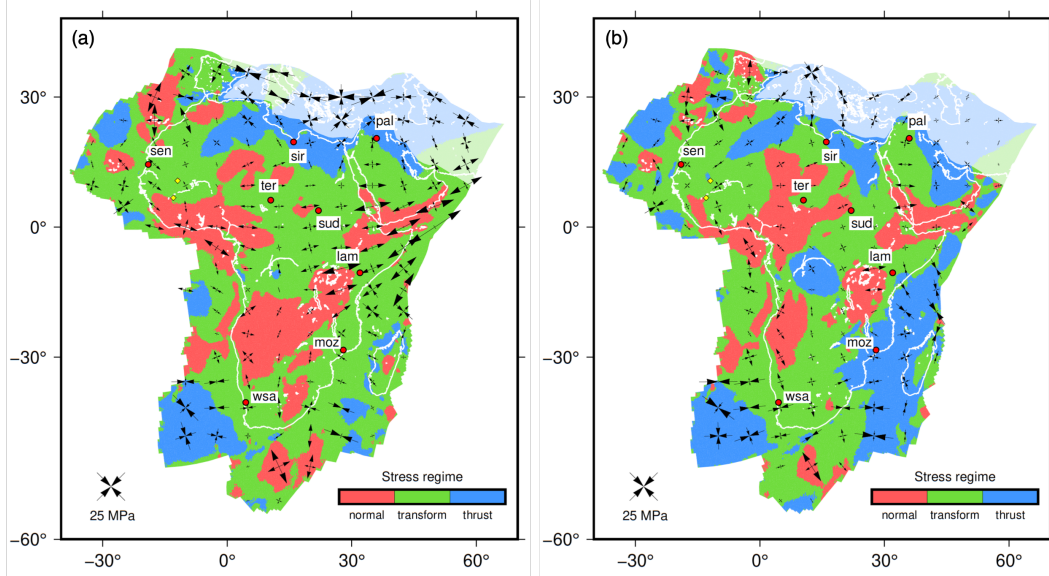 (a)
30°
0°
−30°
−60°
−30°
0°
30°
60°
pal
sen
sir
ter
sud
lam
moz
wsa
25 MPa
Stress regime
normal transform thrust
(b)
30°
0°
−30°
−60°
−30°
0°
30°
60°
pal
sen
sir
ter
sud
lam
moz
wsa
25 MPa
Stress regime
normal transform thrust